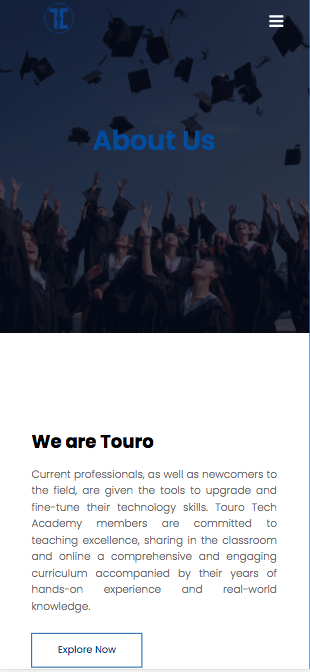 TC
About Us
We are Touro
Current professionals, as well as newcomers to
the field, are given the tools to upgrade and
fine-tune their technology skills. Touro Tech
Academy members are committed to
teaching excellence, sharing in the classroom
and online a comprehensive and engaging
curriculum accompanied by their years of
hands-on experience and real-world
knowledge.
Explore Now